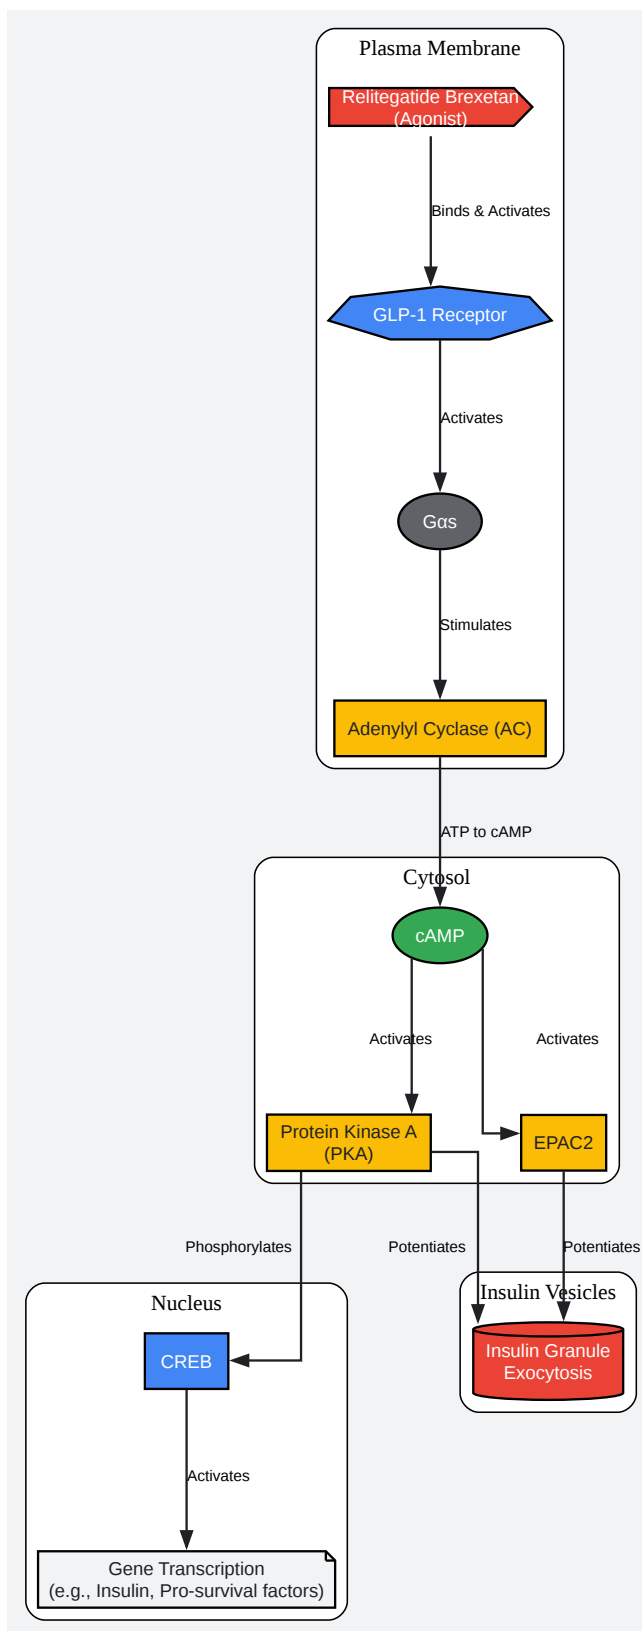 Plasma Membrane
Relitegatide Brexetan
(Agonist)
Binds & Activates
GLP-1 Receptor
Activates
Gαs
Stimulates
Adenylyl Cyclase (AC)
ATP to cAMP
Cytosol
cAMP
Activates
Activates
Protein Kinase A
(PKA)
EPAC2
Phosphorylates
Potentiates
Potentiates
Nucleus
Insulin Vesicles
CREB
Insulin Granule
Exocytosis
Activates
Gene Transcription
(e.g., Insulin, Pro-survival factors)